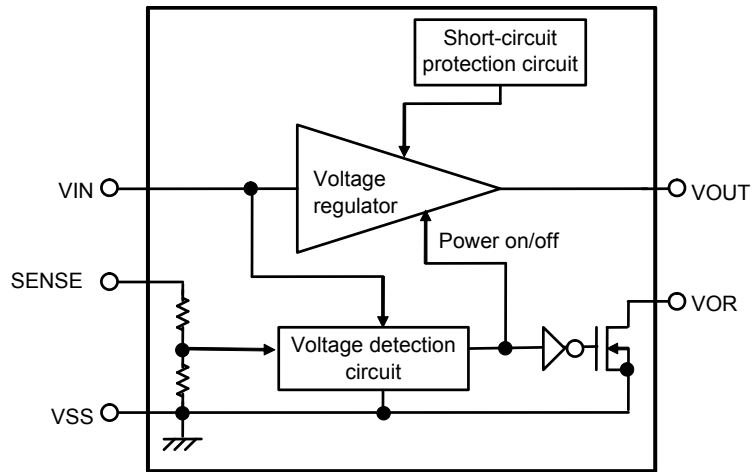 Short-circuit
protection circuit
VIN
Voltage
regulator
VOUT
Power on/off
SENSE
VOR
Voltage detection
circuit
VSS